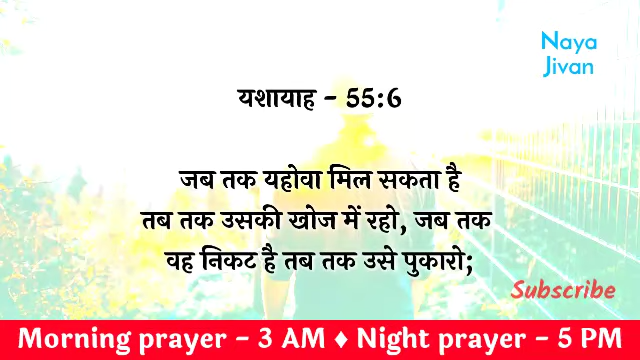 Naya
Jivan
यशायाह - 55:6
जब तक यहोवा मिल सकता है
तब तक उसकी खोज में रहो, जब तक
वह निकट है तब तक उसे पुकारो;
Subscribe
Morning prayer - 3 AM ♦ Night prayer - 5 PM